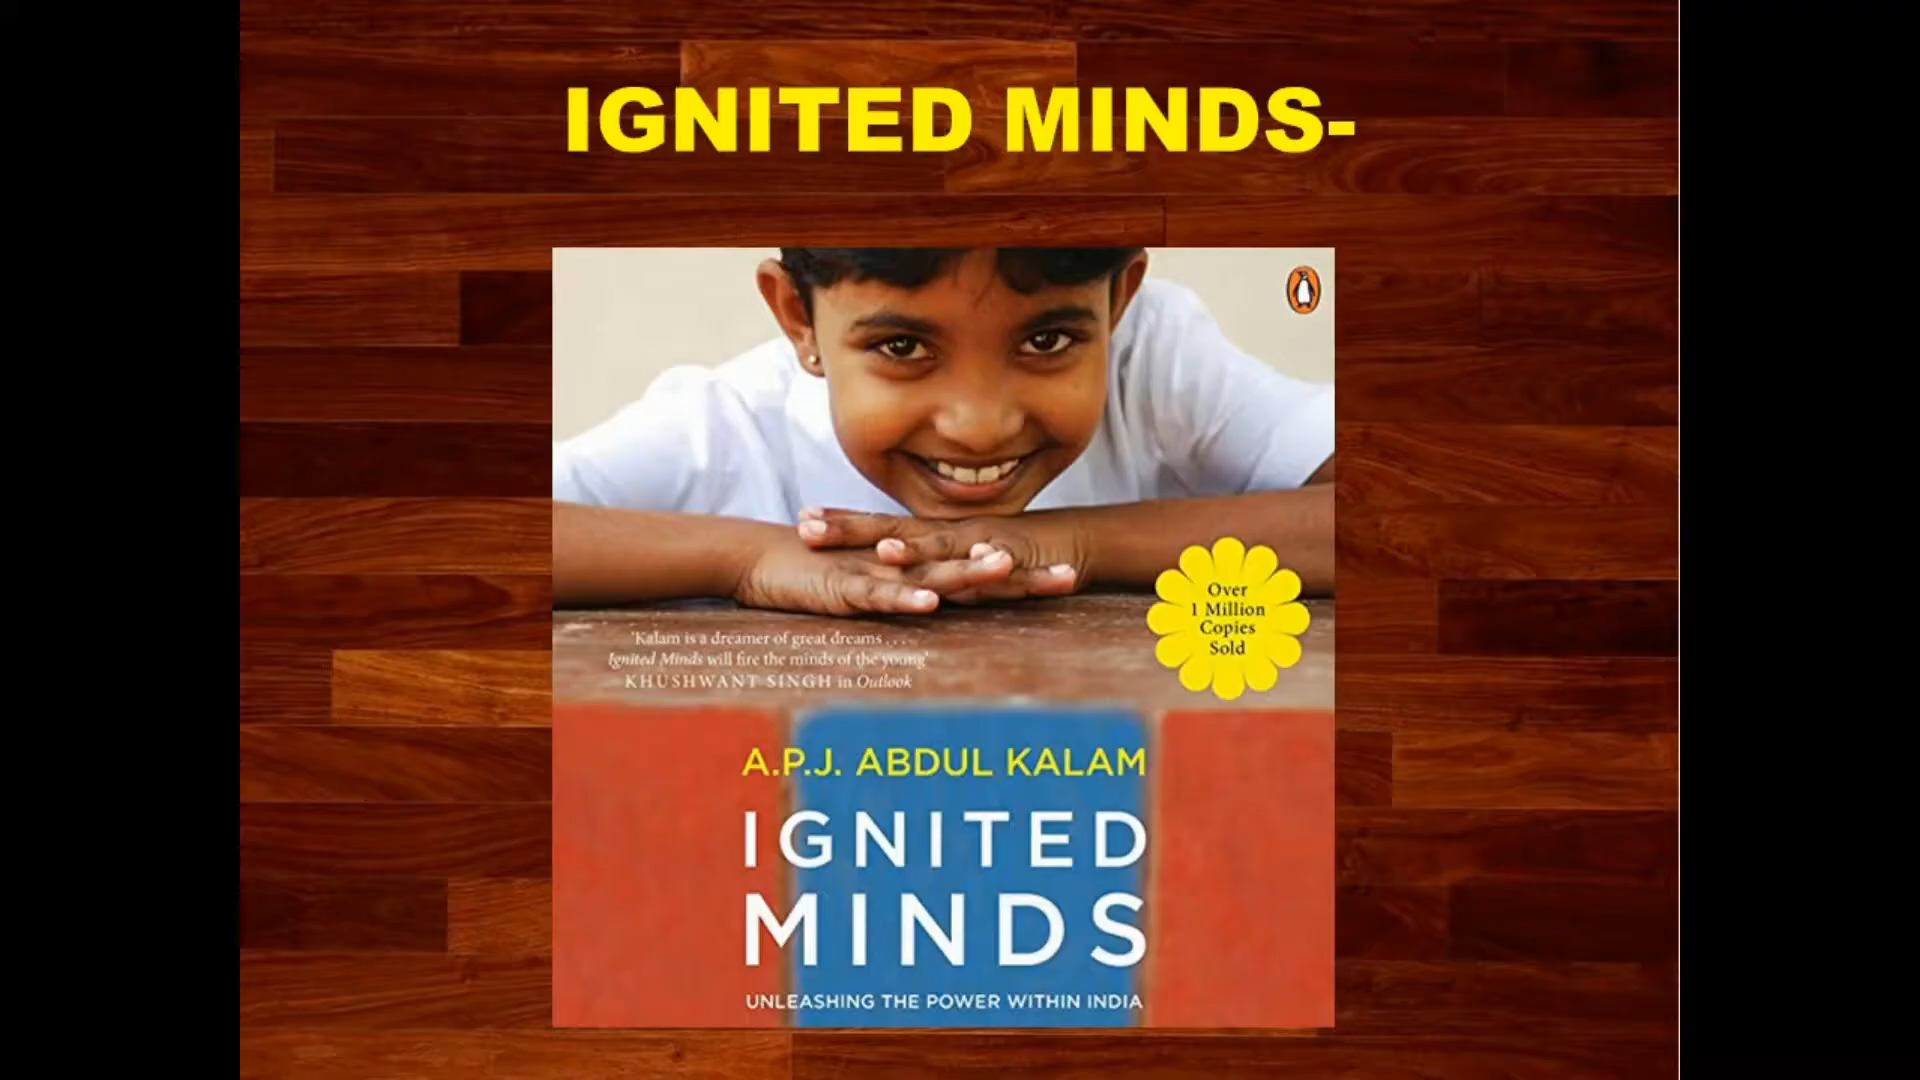 IGNITED MINDS-
'Kalam is a dreamer of great dreams . . .
Ignited Minds will fire the minds of the young'
KHUSHWANT SINGH in Outlook
Over
1 Million
Copies
Sold
A.P.J. ABDUL KALAM
IGNITED
MINDS
UNLEASHING THE POWER WITHIN INDIA